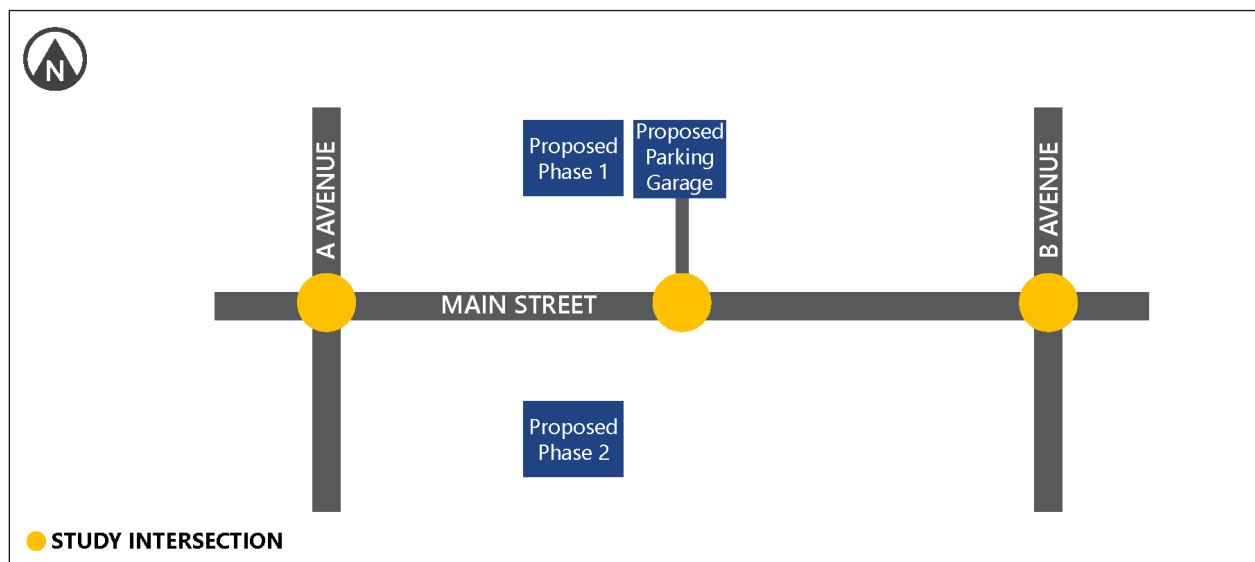 N
Proposed
Phase 1
Proposed
Parking
Garage
A AVENUE
B AVENUE
MAIN STREET
Proposed
Phase 2
STUDY INTERSECTION